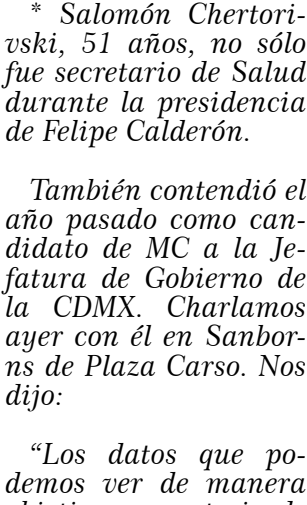 * Salomón Chertori-
vski, 51 años, no sólo
fue secretario de Salud
durante la presidencia
de Felipe Calderón.
También contendió el
año pasado como can-
didato de MC a la Je-
fatura de Gobierno de
la CDMX. Charlamos
ayer con él en Sanbor-
ns de Plaza Carso. Nos
dijo:
“Los datos que po-
demos ver de manera